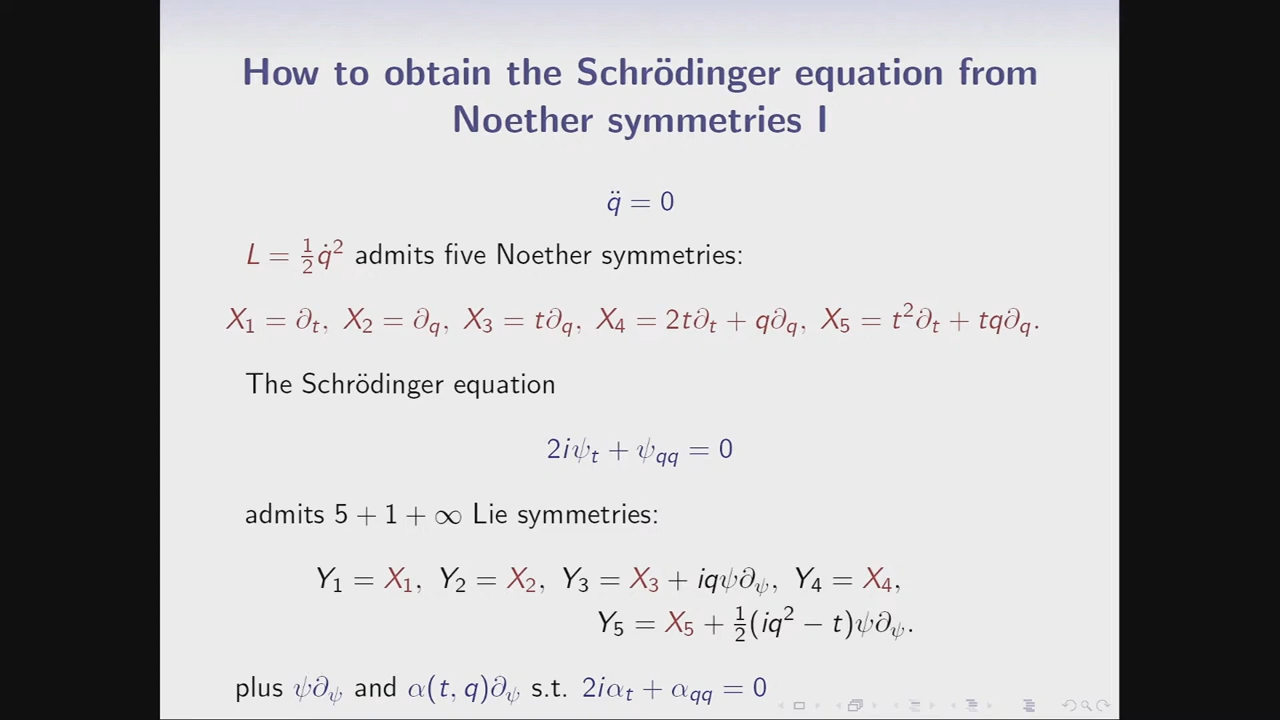 How to obtain the Schrödinger equation from
Noether symmetries I
q̈ = 0
L = ½q̇² admits five Noether symmetries:
X₁ = ∂ₜ, X₂ = ∂_q, X₃ = t∂_q, X₄ = 2t∂ₜ + q∂_q, X₅ = t²∂ₜ + tq∂_q.
The Schrödinger equation
2iψₜ + ψ_qq = 0
admits 5 + 1 + ∞ Lie symmetries:
Y₁ = X₁, Y₂ = X₂, Y₃ = X₃ + iqψ∂_ψ, Y₄ = X₄,
Y₅ = X₅ + ½(iq² − t)ψ∂_ψ.
plus ψ∂_ψ and α(t, q)∂_ψ s.t. 2iαₜ + α_qq = 0